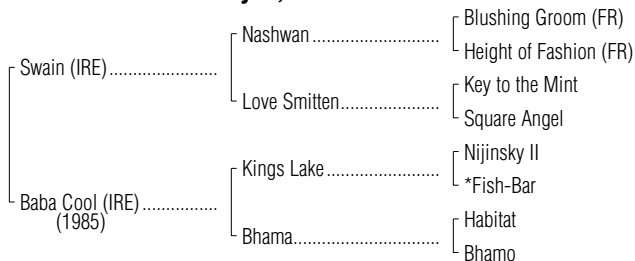 Blushing Groom (FR)
Nashwan
Height of Fashion (FR)
Swain (IRE)
Key to the Mint
Love Smitten
Square Angel
Nijinsky II
Kings Lake
*Fish-Bar
Baba Cool (IRE)
(1985)
Habitat
Bhama
Bhamo